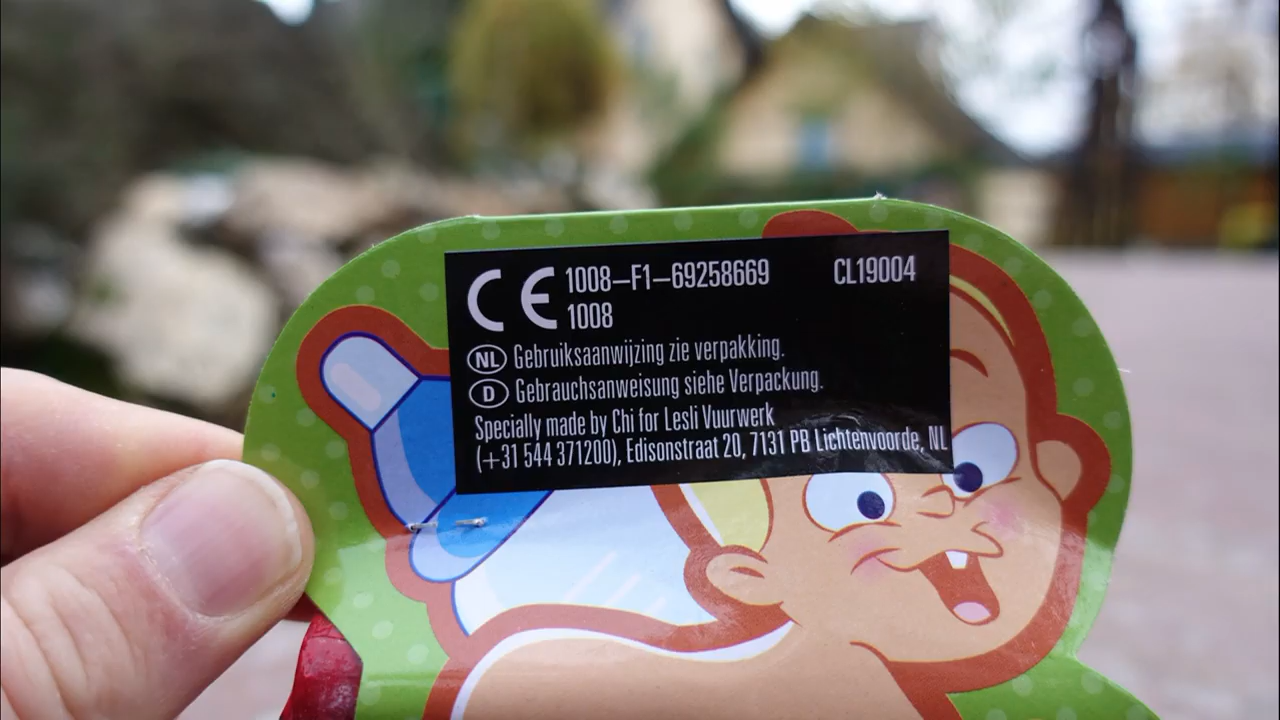 CE 1008-F1-69258669 CL19004
1008
NL Gebruiksaanwijzing zie verpakking.
D Gebrauchsanweisung siehe Verpackung.
Specially made by Chi for Lesli Vuurwerk
(+31 544 371200), Edisonstraat 20, 7131 PB Lichtenvoorde, NL